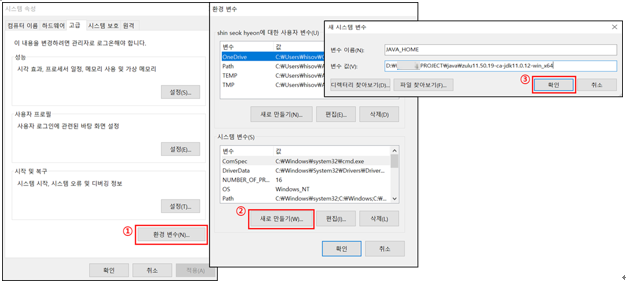 시스템 속성
컴퓨터 이름 하드웨어 고급 시스템 보호 원격
이 내용을 변경하려면 관리자로 로그온해야 합니다.
성능
시각 효과, 프로세서 일정, 메모리 사용 및 가상 메모리
설정(S)...
사용자 프로필
사용자 로그인에 관련된 바탕 화면 설정
설정(E)...
시작 및 복구
시스템 시작, 시스템 오류 및 디버깅 정보
설정(T)...
① 환경 변수(N)...
확인 취소 적용(A)
환경 변수
shin seok hyeon에 대한 사용자 변수(U)
변수 값
OneDrive C:₩Users₩hisov₩
Path C:₩Users₩hisov₩A
TEMP C:₩Users₩hisov₩A
TMP C:₩Users₩hisov₩A
새로 만들기(N)... 편집(E)... 삭제(D)
시스템 변수(S)
변수 값
ComSpec C:₩Windows₩system32₩cmd.exe
DriverData C:₩Windows₩System32₩Drivers₩Driver...
NUMBER_OF_PR... 16
OS Windows_NT
Path C:₩Windows₩system32;C:₩Windows;C:₩...
② 새로 만들기(W)... 편집(I)... 삭제(L)
확인 취소
새 시스템 변수
변수 이름(N): JAVA_HOME
변수 값(V): D:₩ PROJECT₩java₩zulu11.50.19-ca-jdk11.0.12-win_x64
디렉터리 찾아보기(D)... 파일 찾아보기(F)... ③ 확인 취소